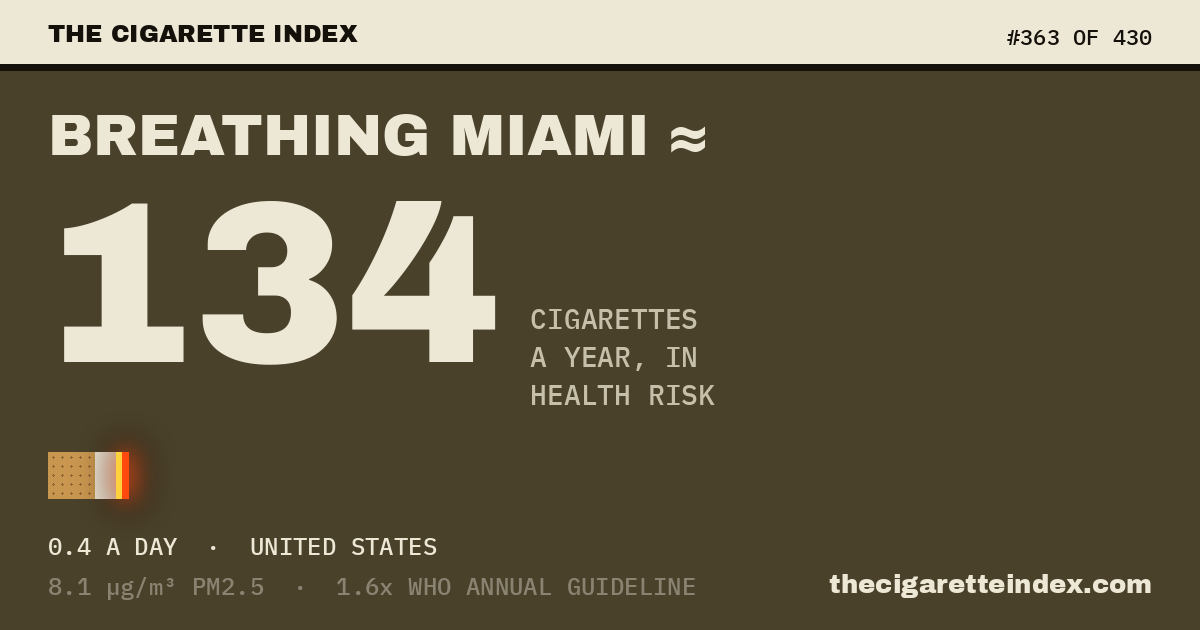 THE CIGARETTE INDEX
#363 OF 430
BREATHING MIAMI ≈
134
CIGARETTES
A YEAR, IN
HEALTH RISK
0.4 A DAY · UNITED STATES
8.1 µg/m³ PM2.5 · 1.6x WHO ANNUAL GUIDELINE
thecigaretteindex.com